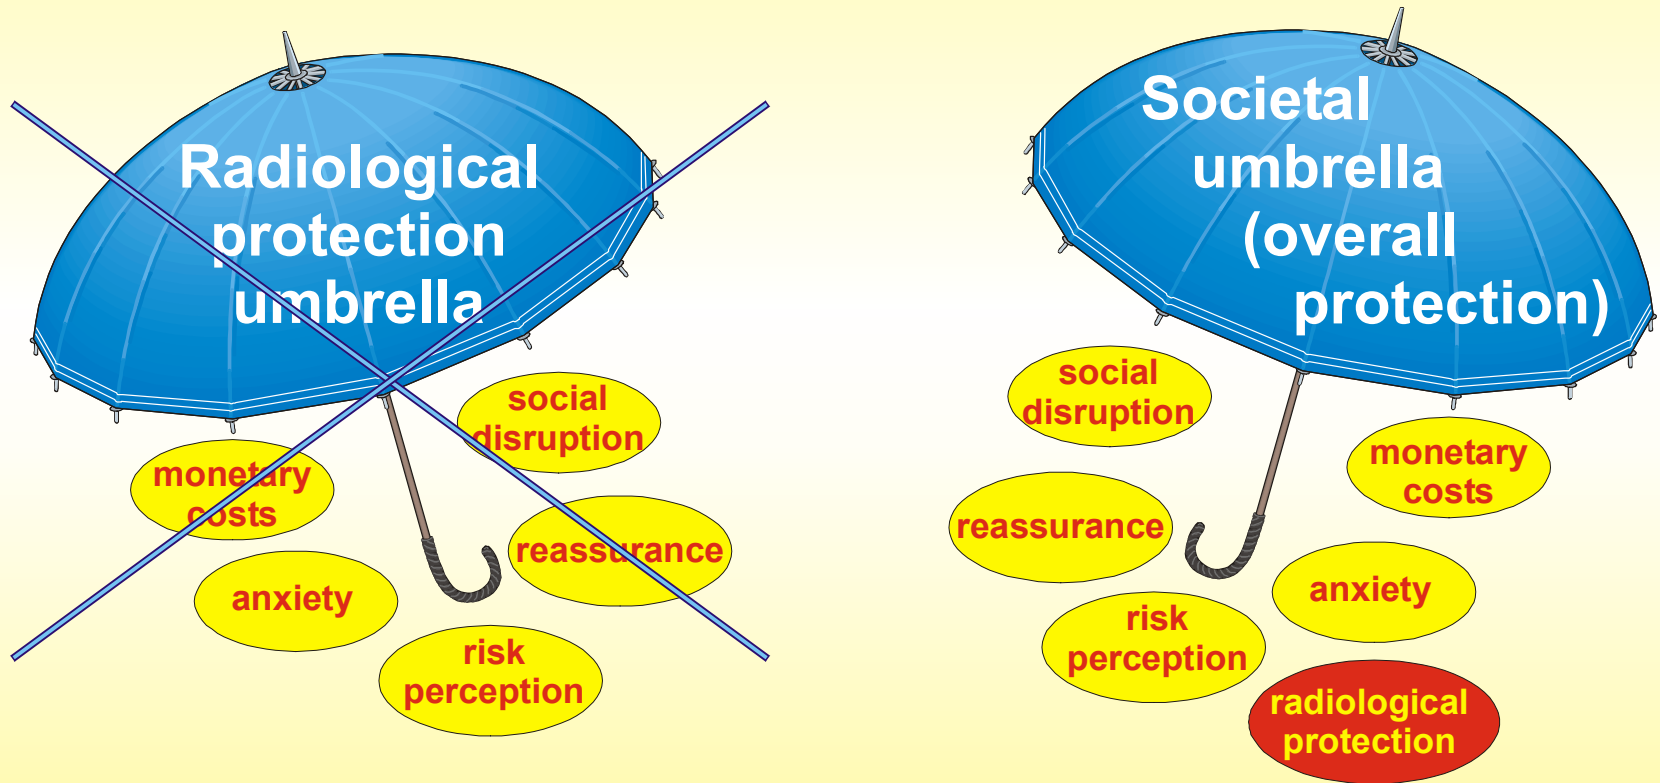 Radiological
protection
umbrella
social
disruption
monetary
costs
reassurance
anxiety
risk
perception
Societal
umbrella
(overall
protection)
social
disruption
monetary
costs
reassurance
anxiety
risk
perception
radiological
protection